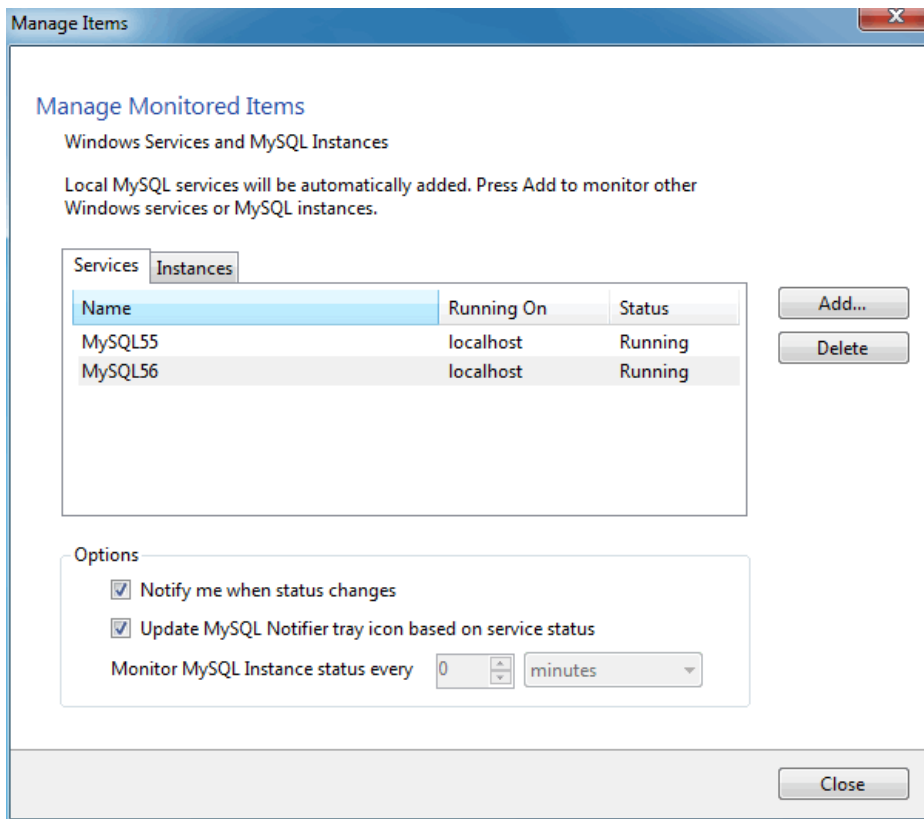 Manage Items
Manage Monitored Items
Windows Services and MySQL Instances
Local MySQL services will be automatically added. Press Add to monitor other
Windows services or MySQL instances.
Services Instances
Name Running On Status
MySQL55 localhost Running
MySQL56 localhost Running
Add...
Delete
Options
Notify me when status changes
Update MySQL Notifier tray icon based on service status
Monitor MySQL Instance status every 0 minutes
Close